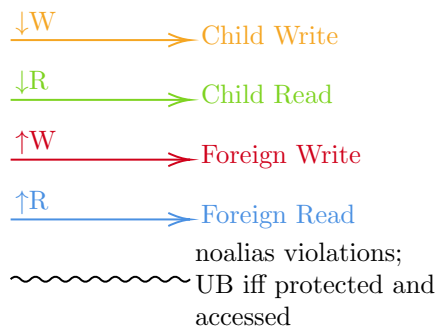 ↓W
Child Write
↓R
Child Read
↑W
Foreign Write
↑R
Foreign Read
noalias violations;
UB iff protected and
accessed